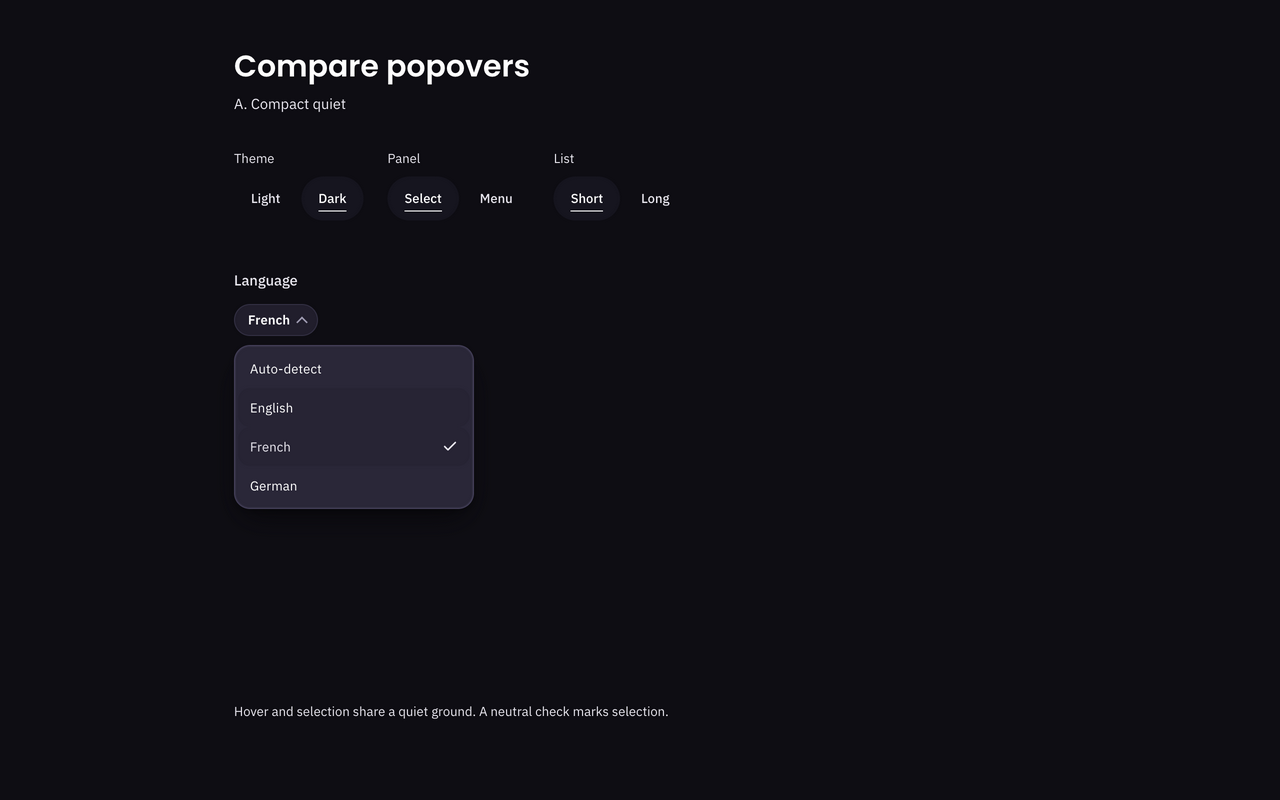 Compare popovers
A. Compact quiet
Theme Panel List
Light Dark Select Menu Short Long
Language
French
Auto-detect
English
French
German
Hover and selection share a quiet ground. A neutral check marks selection.